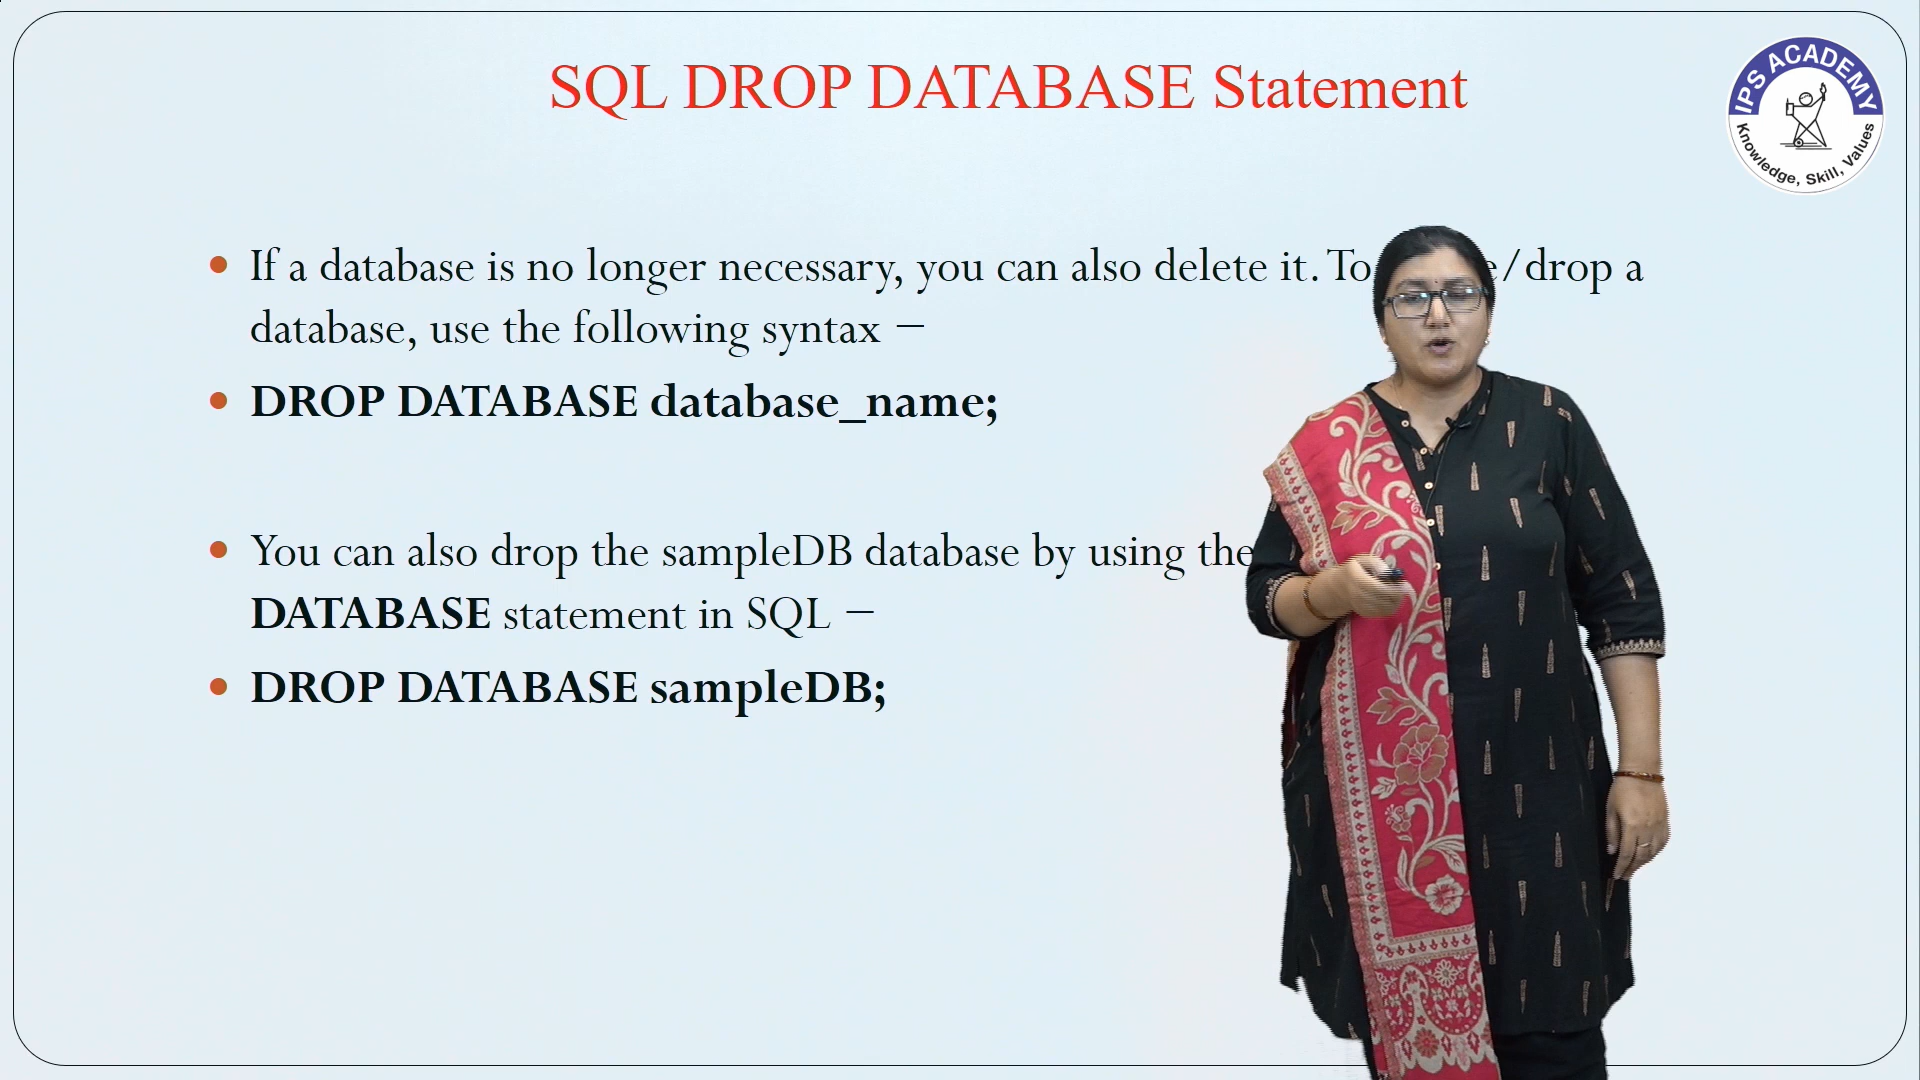 SQL DROP DATABASE Statement
IPS ACADEMY
Knowledge, Skill, Values
• If a database is no longer necessary, you can also delete it. To /drop a
database, use the following syntax –
• DROP DATABASE database_name;
• You can also drop the sampleDB database by using the
DATABASE statement in SQL –
• DROP DATABASE sampleDB;